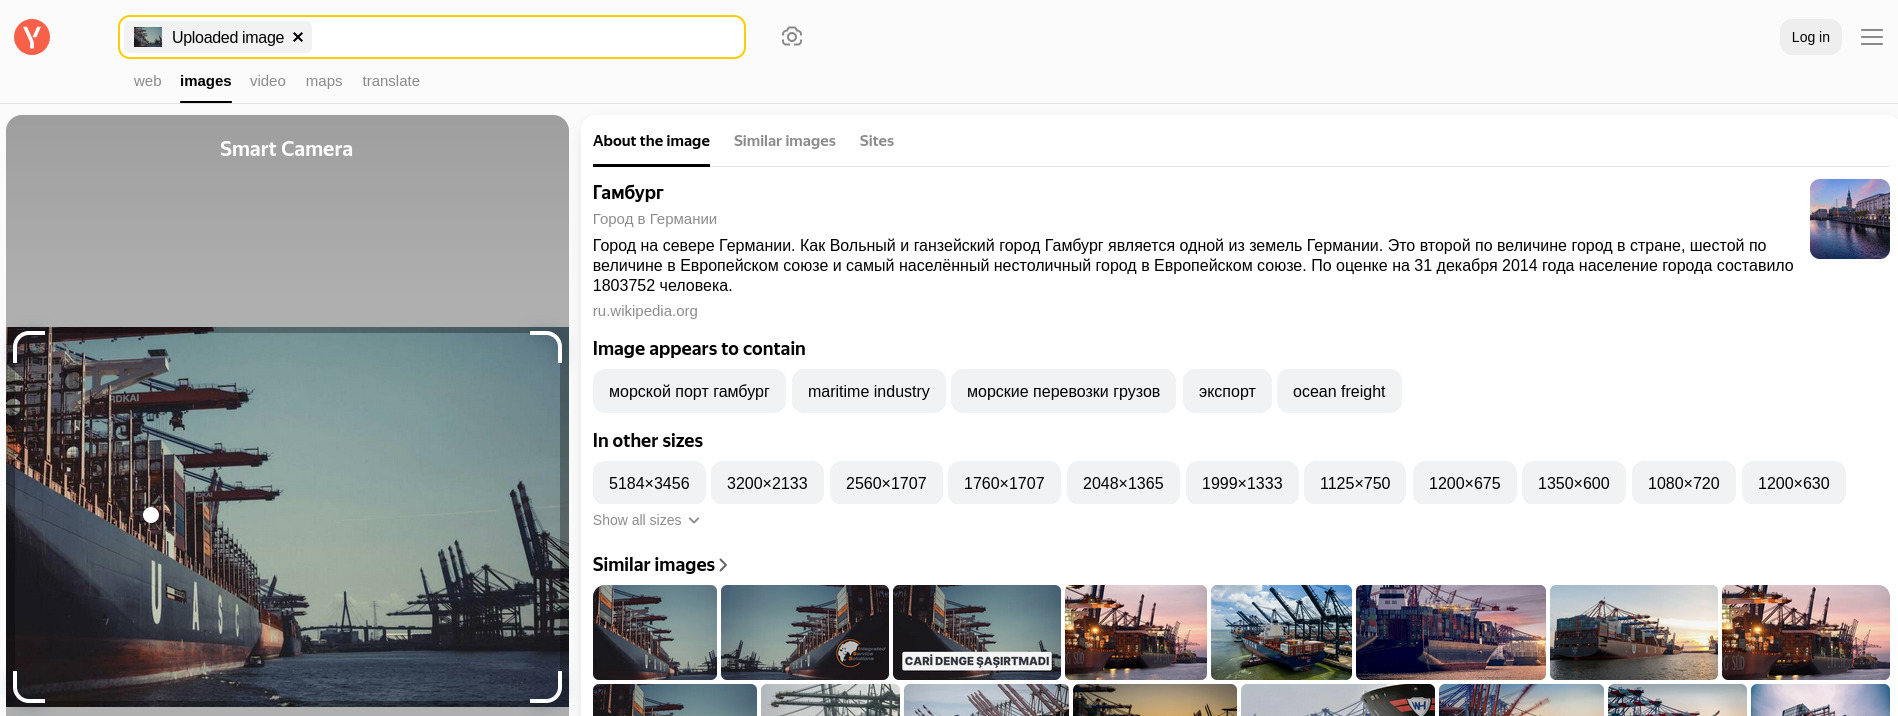 Uploaded image
Log in
web images video maps translate
Smart Camera
About the image Similar images Sites
Гамбург
Город в Германии
Город на севере Германии. Как Вольный и ганзейский город Гамбург является одной из земель Германии. Это второй по величине город в стране, шестой по
величине в Европейском союзе и самый населённый нестоличный город в Европейском союзе. По оценке на 31 декабря 2014 года население города составило
1803752 человека.
ru.wikipedia.org
Image appears to contain
морской порт гамбург maritime industry морские перевозки грузов экспорт ocean freight
In other sizes
5184×3456 3200×2133 2560×1707 1760×1707 2048×1365 1999×1333 1125×750 1200×675 1350×600 1080×720 1200×630
Show all sizes
Similar images
RDKAI
RDKAI
U A S C
Integrated
Service
Solutions
CARİ DENGE ŞAŞIRTMADI
WH